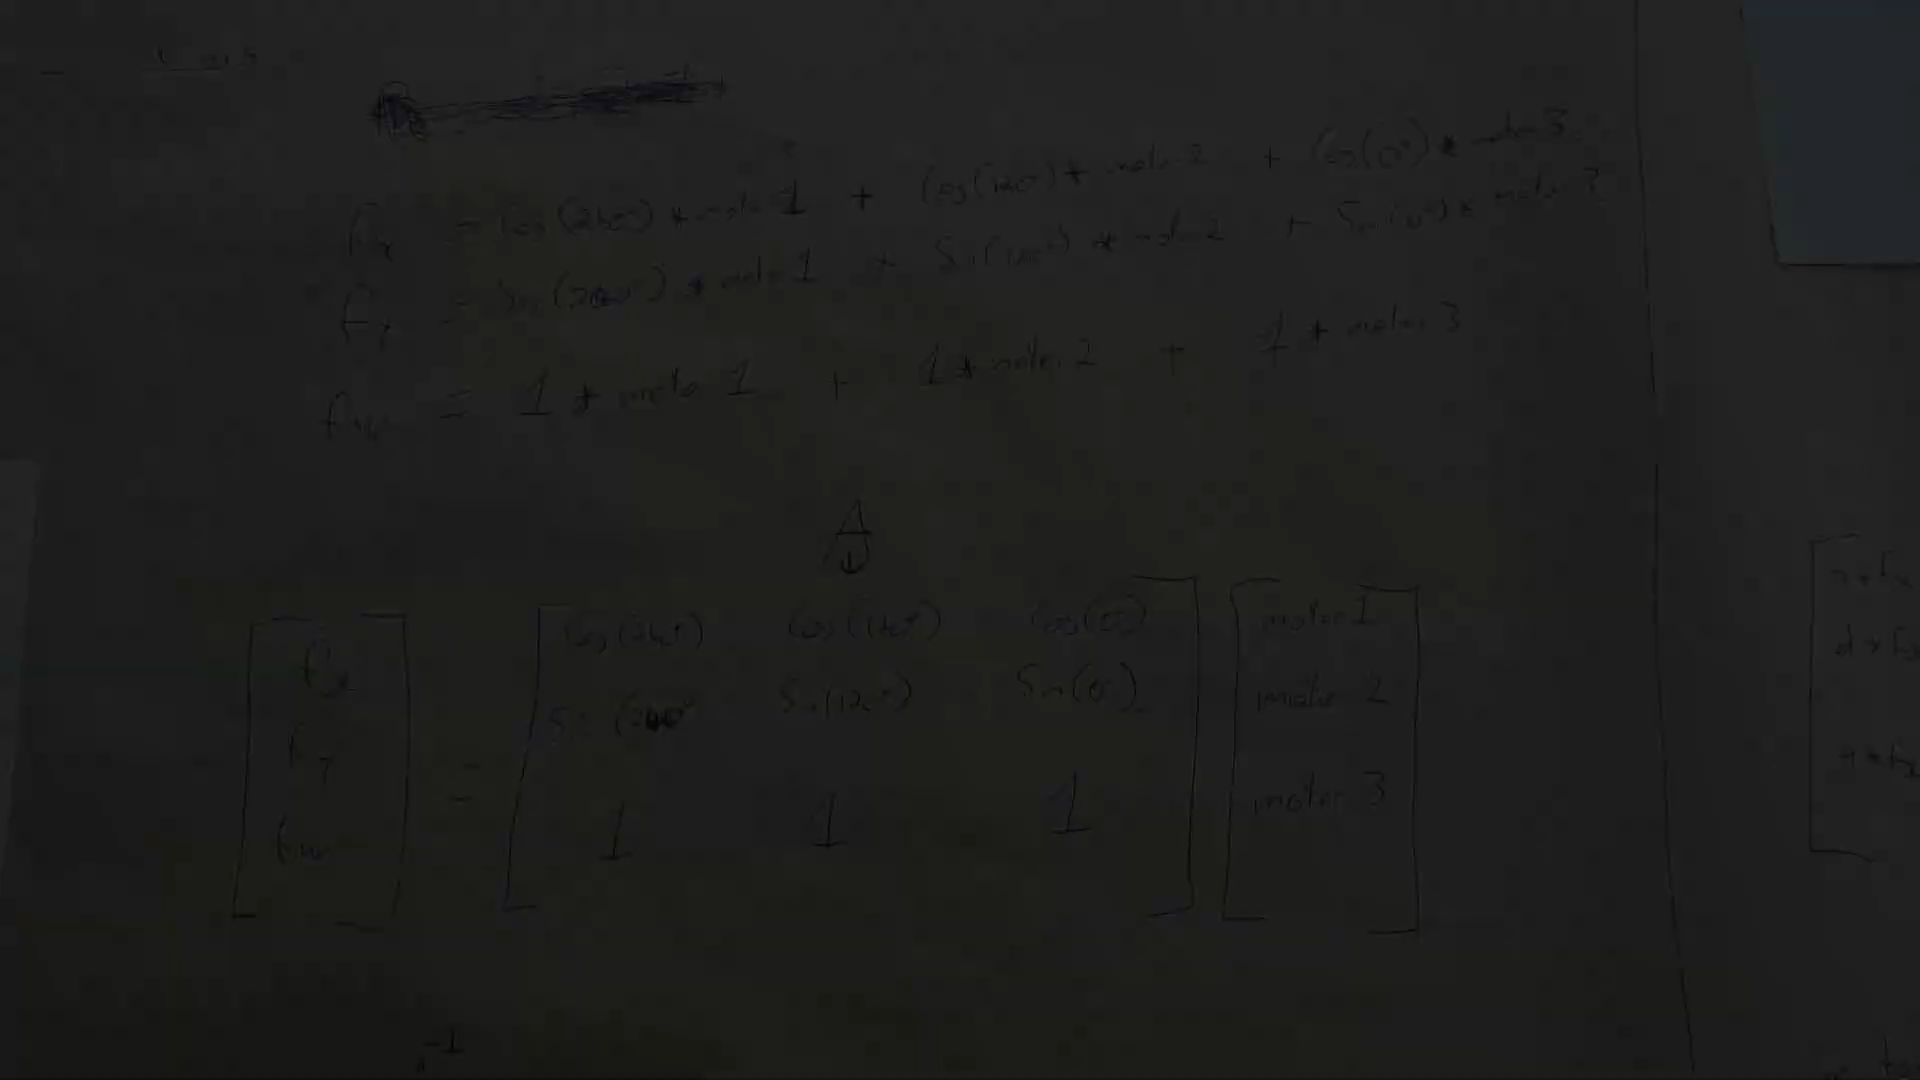 fx = Cos(240°) * motor 1 + Cos(120°) * motor 2 + Cos(0°) * motor 3
fy = Sin(240°) * motor 1 + Sin(120°) * motor 2 + Sin(0°) * motor 3
fw = 1 * motor 1 + 1 * motor 2 + 1 * motor 3
A
fx Cos(240°) Cos(120°) Cos(0°) motor 1
fy = Sin(240° Sin(120°) Sin(0°) motor 2
fw 1 1 1 motor 3
-1